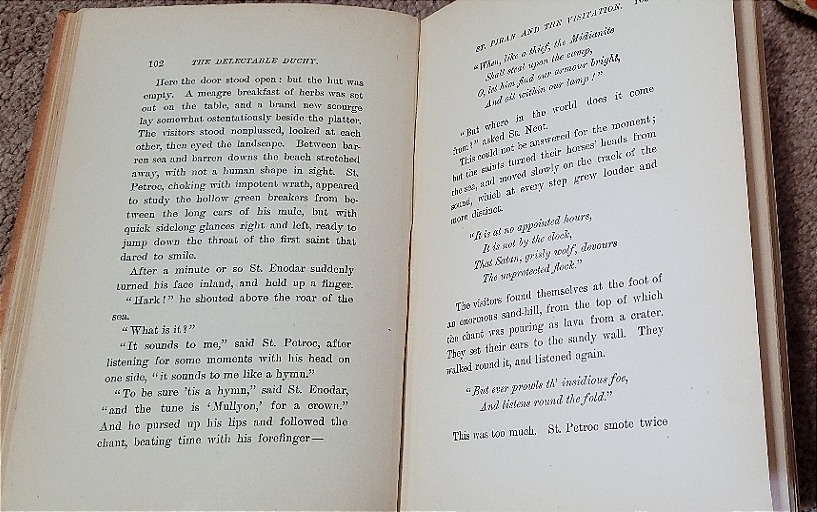 102 THE DELECTABLE DUCHY.
Here the door stood open: but the hut was
empty. A meagre breakfast of herbs was set
out on the table, and a brand new scourge
lay somewhat ostentatiously beside the platter.
The visitors stood nonplussed, looked at each
other, then eyed the landscape. Between bar-
ren sea and barren downs the beach stretched
away, with not a human shape in sight. St.
Petroc, choking with impotent wrath, appeared
to study the hollow green breakers from be-
tween the long ears of his mule, but with
quick sidelong glances right and left, ready to
jump down the throat of the first saint that
dared to smile.
After a minute or so St. Enodar suddenly
turned his face inland, and held up a finger.
"Hark!" he shouted above the roar of the
sea.
"What is it?"
"It sounds to me," said St. Petroc, after
listening for some moments with his head on
one side, "it sounds to me like a hymn."
"To be sure 'tis a hymn," said St. Enodar,
"and the tune is 'Mullyon,' for a crown."
And he pursed up his lips and followed the
chant, beating time with his forefinger—
ST. PIRAN AND THE VISITATION.
"When, like a thief, the Midianite
Shall steal upon the camp,
O, let him find our armour bright,
And oil within our lamp!"
"But where in the world does it come
from?" asked St. Neot.
This could not be answered for the moment;
but the saints turned their horses' heads from
the sea, and moved slowly on the track of the
sound, which at every step grew louder and
more distinct.
"It is at no appointed hours,
It is not by the clock,
That Satan, grisly wolf, devours
The unprotected flock."
The visitors found themselves at the foot of
an enormous sand-hill, from the top of which
the chant was pouring as lava from a crater.
They set their ears to the sandy wall. They
walked round it, and listened again.
"But ever prowls th' insidious foe,
And listens round the fold."
This was too much. St. Petroc smote twice